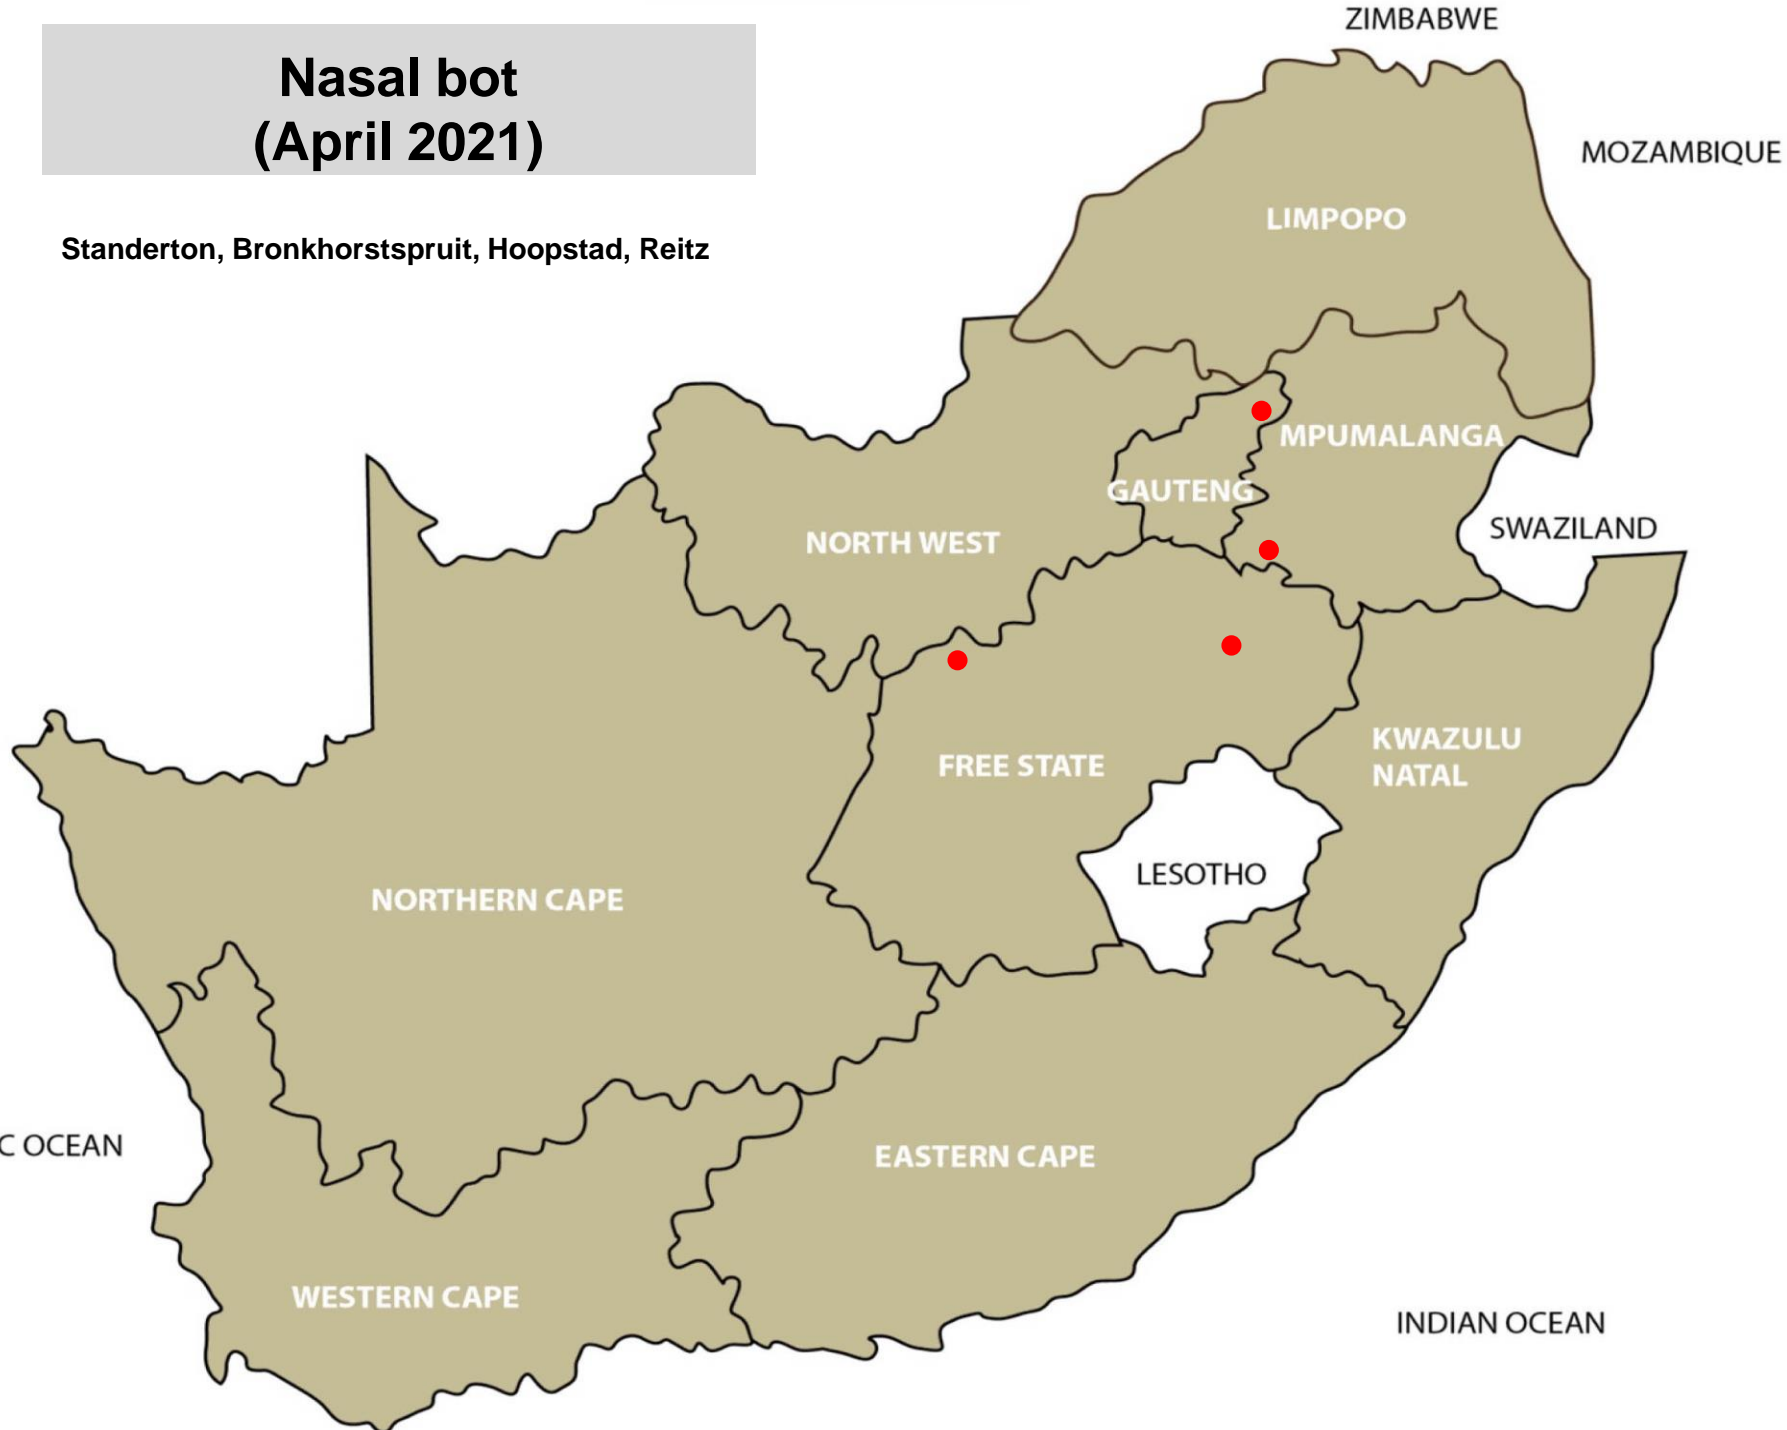 Nasal bot
(April 2021)
Standerton, Bronkhorstspruit, Hoopstad, Reitz
ZIMBABWE
MOZAMBIQUE
LIMPOPO
MPUMALANGA
GAUTENG
SWAZILAND
NORTH WEST
KWAZULU
NATAL
FREE STATE
LESOTHO
NORTHERN CAPE
C OCEAN
EASTERN CAPE
WESTERN CAPE
INDIAN OCEAN